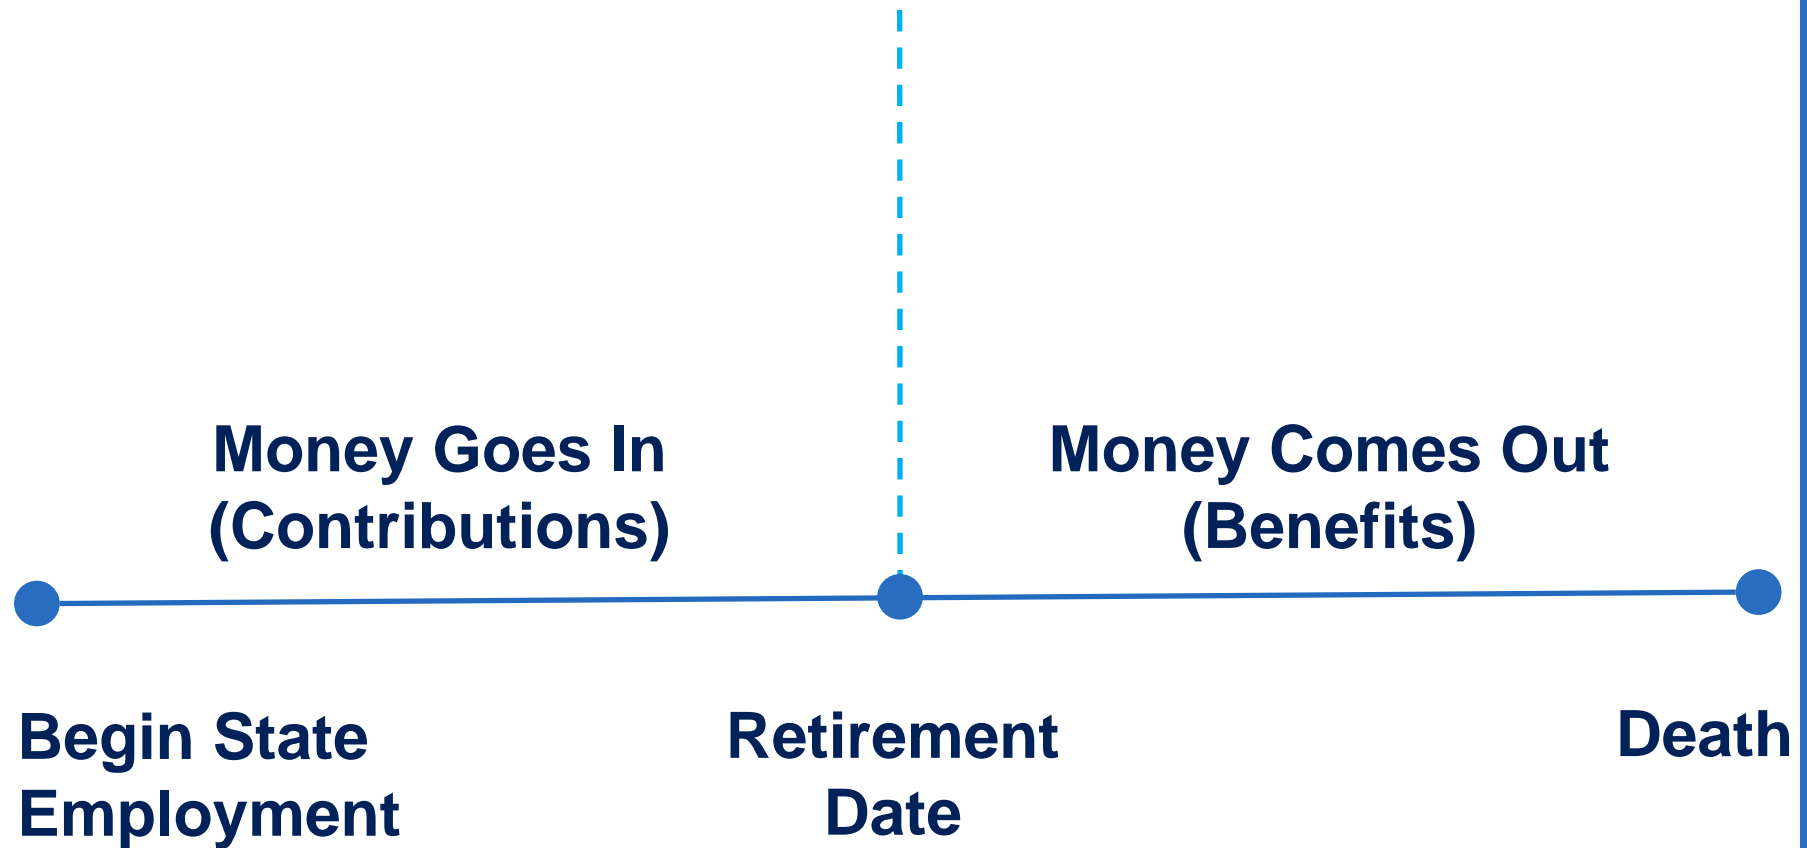 Money Goes In
(Contributions)
Money Comes Out
(Benefits)
Begin State
Employment
Retirement
Date
Death